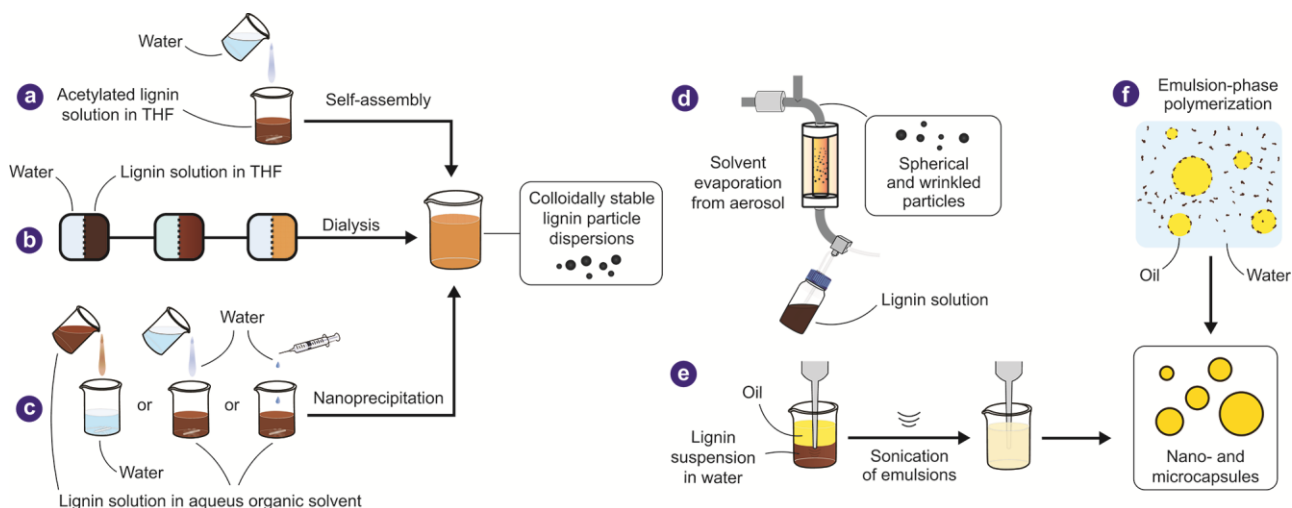 Water
a
Acetylated lignin
solution in THF
Self-assembly
Water
Lignin solution in THF
b
Dialysis
Colloidally stable
lignin particle
dispersions
Water
c
or
or
Nanoprecipitation
Water
Lignin solution in aqueus organic solvent
d
Solvent
evaporation
from aerosol
Spherical
and wrinkled
particles
Lignin solution
e
Oil
Lignin
suspension
in water
Sonication
of emulsions
f
Emulsion-phase
polymerization
Oil
Water
Nano- and
microcapsules